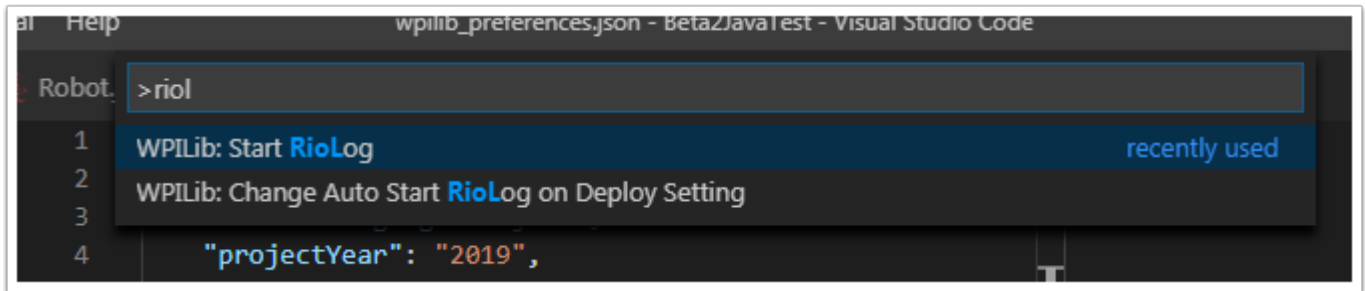 Help
wpilib_preferences.json - Beta2JavaTest - Visual Studio Code
Robot.
>riol
1
WPILib: Start RioLog recently used
2
WPILib: Change Auto Start RioLog on Deploy Setting
3
4 "projectYear": "2019",